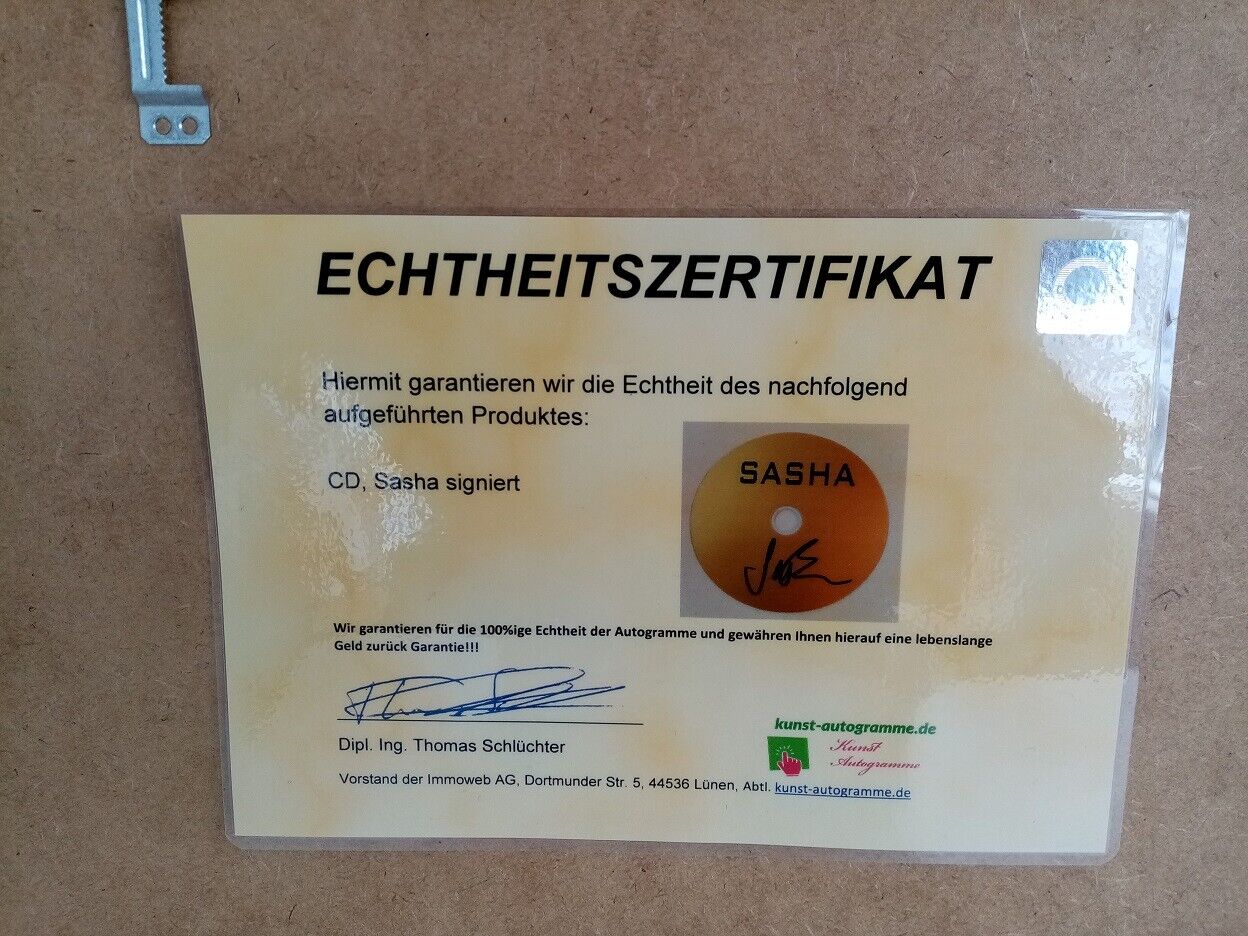 ECHTHEITSZERTIFIKAT
Hiermit garantieren wir die Echtheit des nachfolgend
aufgeführten Produktes:
CD, Sasha signiert
SASHA
Wir garantieren für die 100%ige Echtheit der Autogramme und gewähren Ihnen hierauf eine lebenslange
Geld zurück Garantie!!!
Dipl. Ing. Thomas Schlüchter
kunst-autogramme.de
Kunst
Autogramme
Vorstand der Immoweb AG, Dortmunder Str. 5, 44536 Lünen, Abtl. kunst-autogramme.de